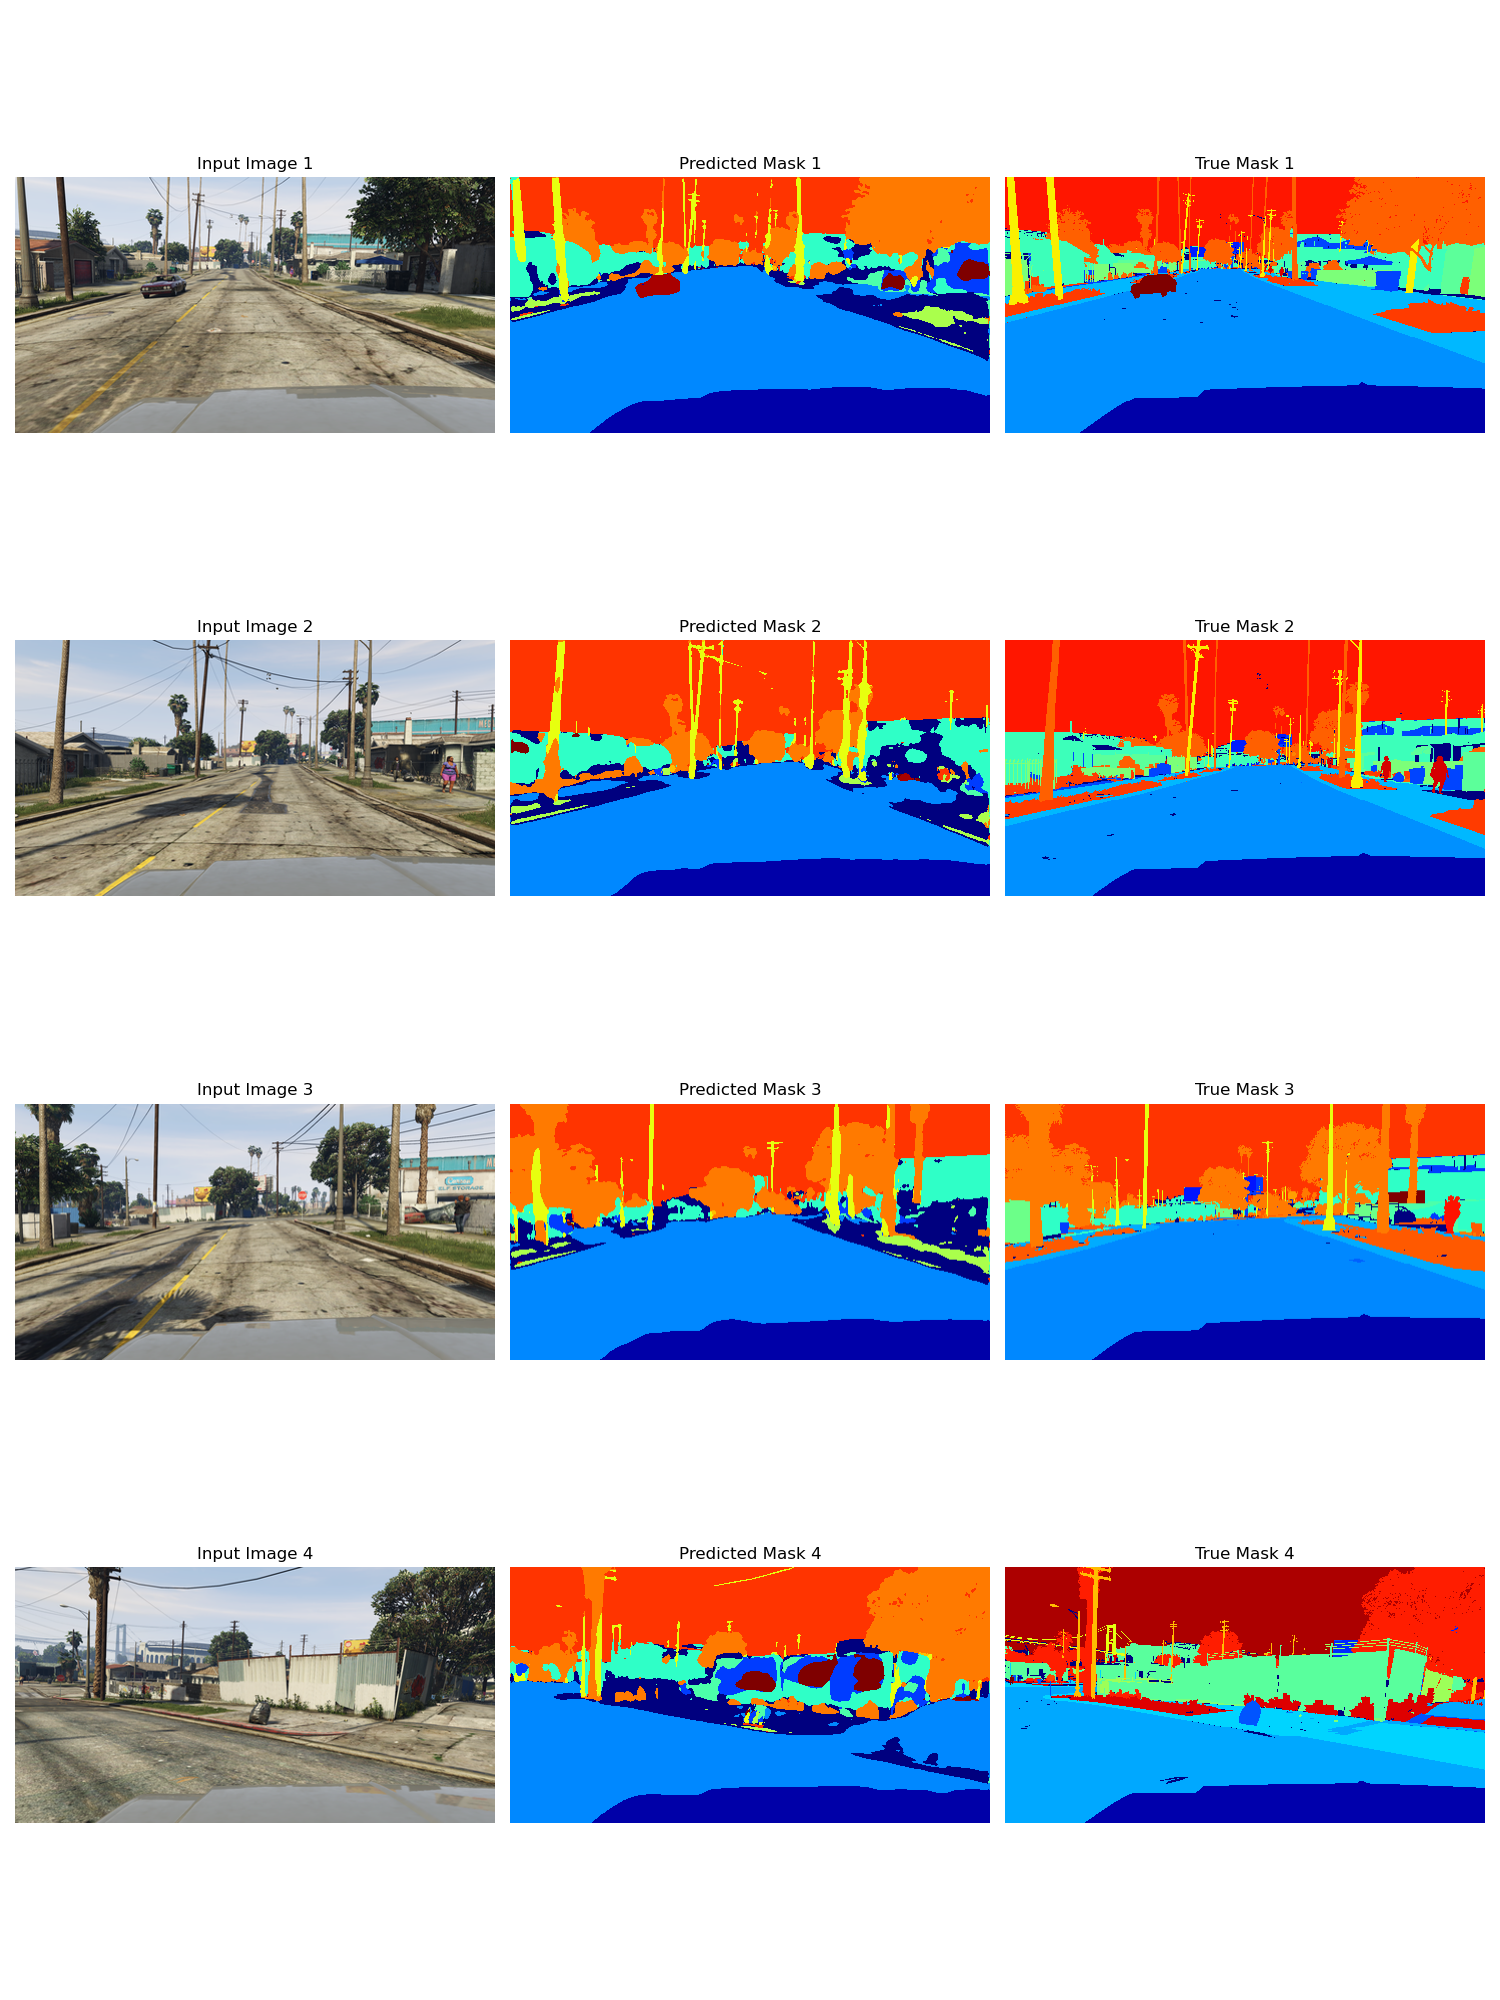 Input Image 1
Predicted Mask 1
True Mask 1
Input Image 2
Predicted Mask 2
True Mask 2
Input Image 3
Predicted Mask 3
True Mask 3
Input Image 4
Predicted Mask 4
True Mask 4